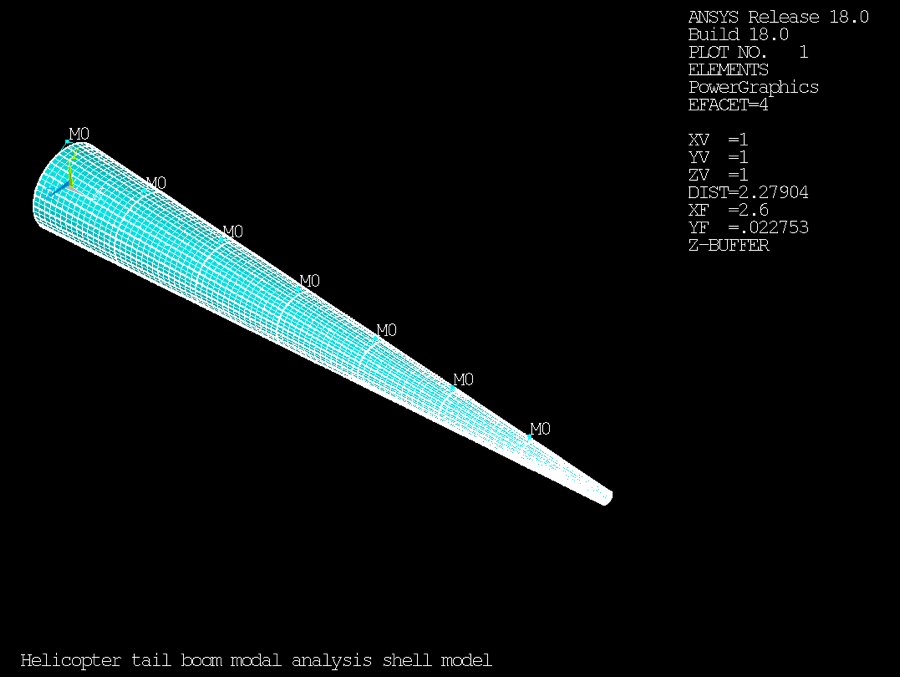 ANSYS Release 18.0
Build 18.0
PLOT NO.   1
ELEMENTS
PowerGraphics
EFACET=4
XV  =1
YV  =1
ZV  =1
DIST=2.27904
XF  =2.6
YF  =.022753
Z-BUFFER
M0
M0
M0
M0
M0
M0
M0
Helicopter tail boom modal analysis shell model